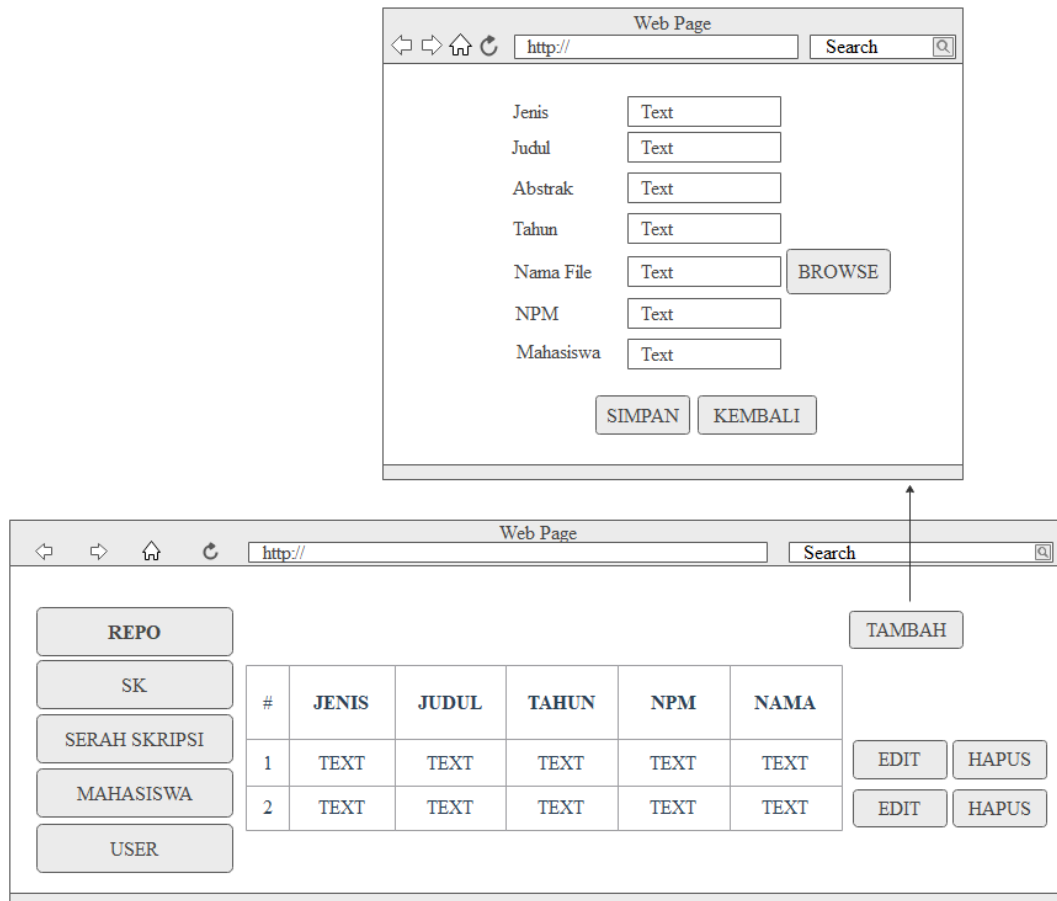 Web Page
http://
Search
Jenis Text
Judul Text
Abstrak Text
Tahun Text
Nama File Text BROWSE
NPM Text
Mahasiswa Text
SIMPAN KEMBALI
Web Page
http://
Search
REPO
SK
SERAH SKRIPSI
MAHASISWA
USER
TAMBAH
# JENIS JUDUL TAHUN NPM NAMA
1 TEXT TEXT TEXT TEXT TEXT EDIT HAPUS
2 TEXT TEXT TEXT TEXT TEXT EDIT HAPUS